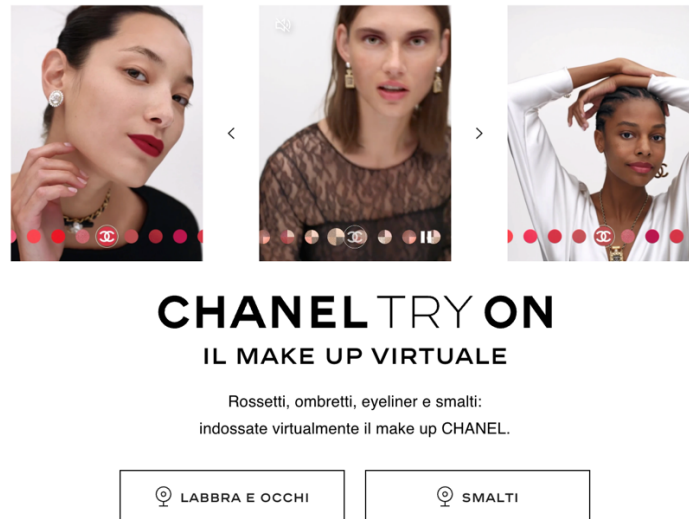 CHANEL TRY ON
IL MAKE UP VIRTUALE
Rossetti, ombretti, eyeliner e smalti:
indossate virtualmente il make up CHANEL.
LABBRA E OCCHI
SMALTI